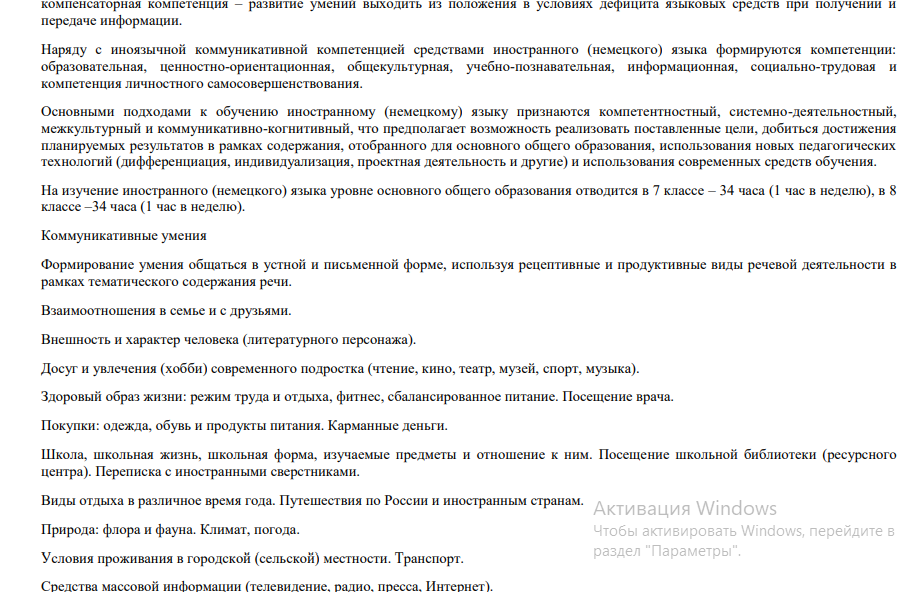 компенсаторная компетенция – развитие умений выходить из положения в условиях дефицита языковых средств при получении и
передаче информации.
Наряду с иноязычной коммуникативной компетенцией средствами иностранного (немецкого) языка формируются компетенции:
образовательная, ценностно-ориентационная, общекультурная, учебно-познавательная, информационная, социально-трудовая и
компетенция личностного самосовершенствования.
Основными подходами к обучению иностранному (немецкому) языку признаются компетентностный, системно-деятельностный,
межкультурный и коммуникативно-когнитивный, что предполагает возможность реализовать поставленные цели, добиться достижения
планируемых результатов в рамках содержания, отобранного для основного общего образования, использования новых педагогических
технологий (дифференциация, индивидуализация, проектная деятельность и другие) и использования современных средств обучения.
На изучение иностранного (немецкого) языка уровне основного общего образования отводится в 7 классе – 34 часа (1 час в неделю), в 8
классе –34 часа (1 час в неделю).
Коммуникативные умения
Формирование умения общаться в устной и письменной форме, используя рецептивные и продуктивные виды речевой деятельности в
рамках тематического содержания речи.
Взаимоотношения в семье и с друзьями.
Внешность и характер человека (литературного персонажа).
Досуг и увлечения (хобби) современного подростка (чтение, кино, театр, музей, спорт, музыка).
Здоровый образ жизни: режим труда и отдыха, фитнес, сбалансированное питание. Посещение врача.
Покупки: одежда, обувь и продукты питания. Карманные деньги.
Школа, школьная жизнь, школьная форма, изучаемые предметы и отношение к ним. Посещение школьной библиотеки (ресурсного
центра). Переписка с иностранными сверстниками.
Виды отдыха в различное время года. Путешествия по России и иностранным странам.
Природа: флора и фауна. Климат, погода.
Условия проживания в городской (сельской) местности. Транспорт.
Средства массовой информации (телевидение, радио, пресса, Интернет).
Активация Windows
Чтобы активировать Windows, перейдите в
раздел "Параметры".